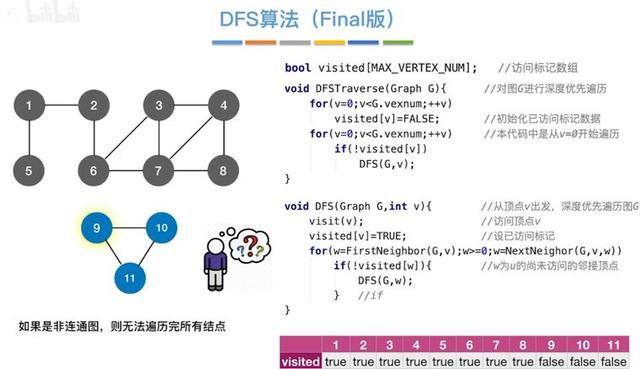 bilibili
DFS算法（Final版）
1
2
3
4
5
6
7
8
9
10
11
? ? ?
如果是非连通图，则无法遍历完所有结点
bool visited[MAX_VERTEX_NUM]; //访问标记数组
void DFSTraverse(Graph G){ //对图G进行深度优先遍历
for(v=0;v<G.vexnum;++v)
visited[v]=FALSE; //初始化已访问标记数据
for(v=0;v<G.vexnum;++v) //本代码中是从v=0开始遍历
if(!visited[v])
DFS(G,v);
}
void DFS(Graph G,int v){ //从顶点v出发，深度优先遍历图G
visit(v); //访问顶点v
visited[v]=TRUE; //设已访问标记
for(w=FirstNeighbor(G,v);w>=0;w=NextNeighor(G,v,w))
if(!visited[w]){ //w为u的尚未访问的邻接顶点
DFS(G,w);
} //if
}
1 2 3 4 5 6 7 8 9 10 11
visited true true true true true true true true false false false